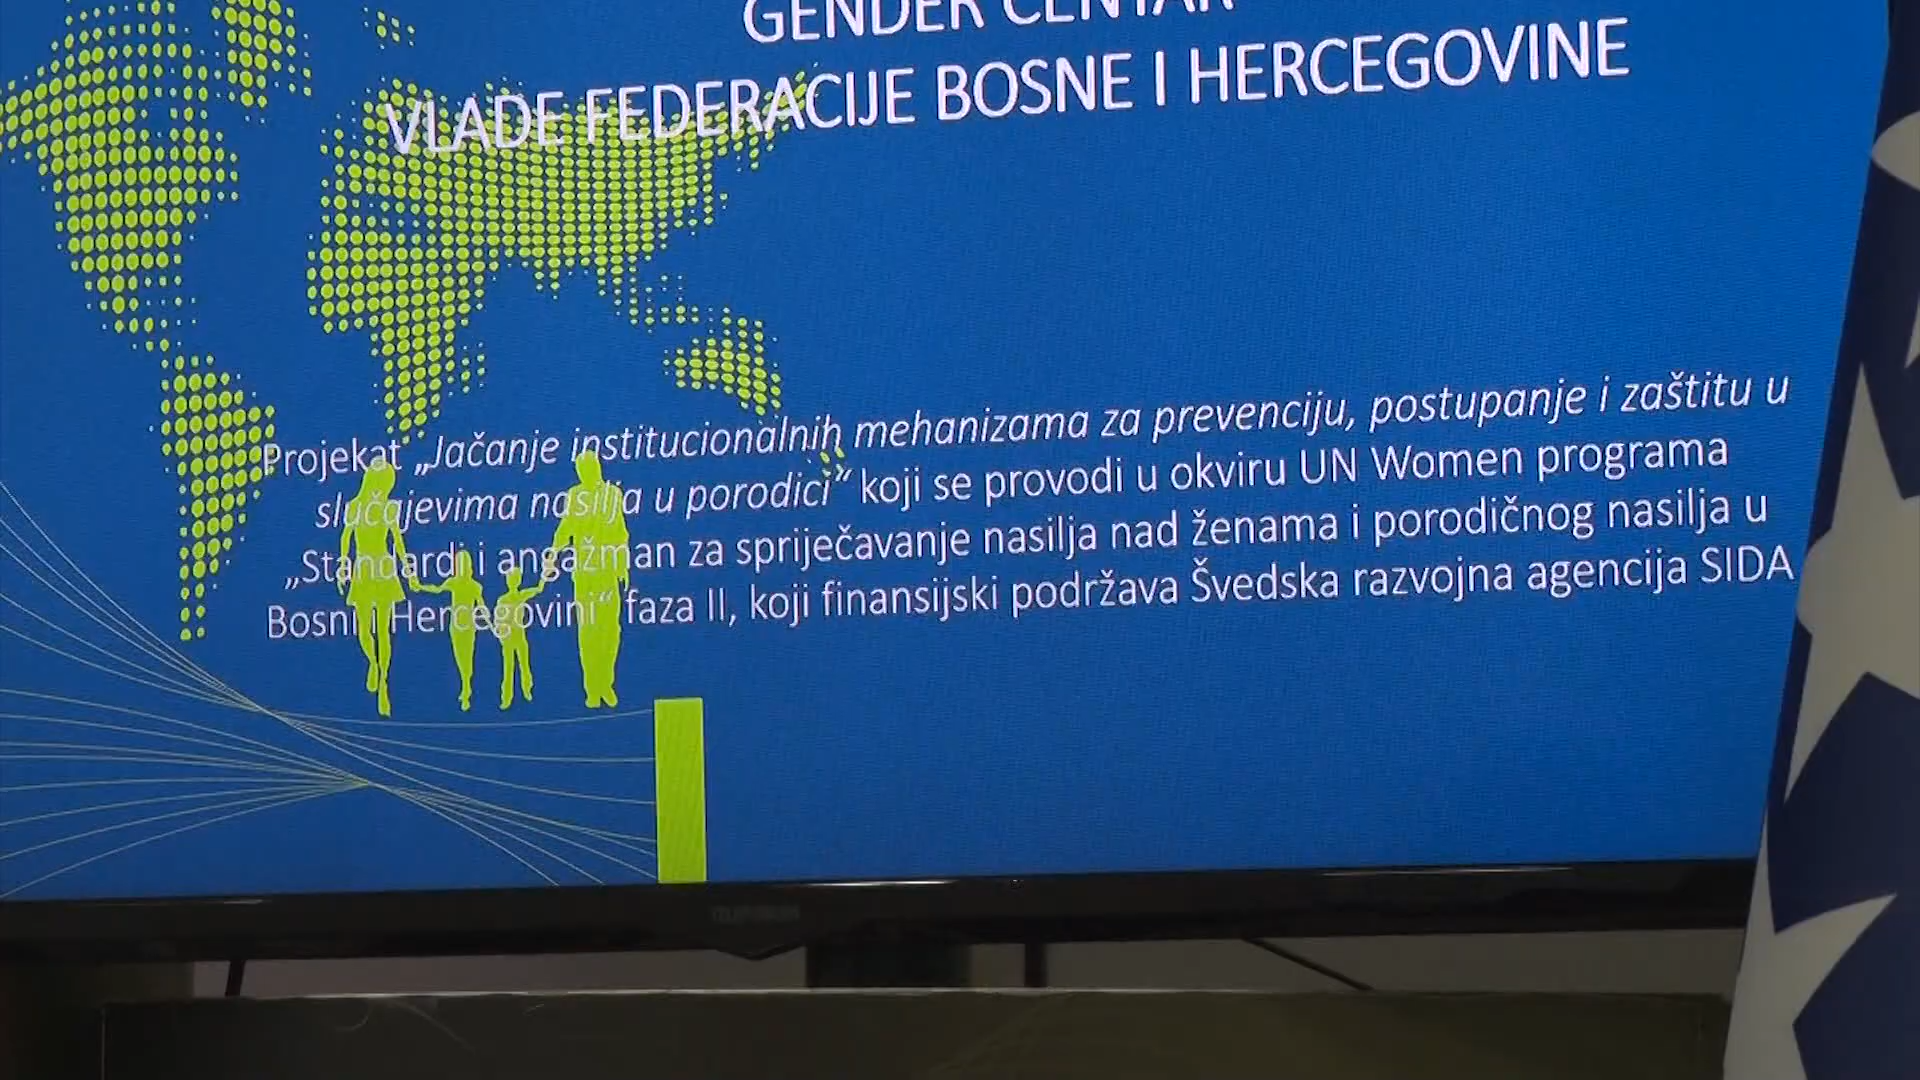 GENDER CENTAR
VLADE FEDERACIJE BOSNE I HERCEGOVINE
Projekat „Jačanje institucionalnih mehanizama za prevenciju, postupanje i zaštitu u
slučajevima nasilja u porodici“ koji se provodi u okviru UN Women programa
„Standardi i angažman za spriječavanje nasilja nad ženama i porodičnog nasilja u
Bosni i Hercegovini“ faza II, koji finansijski podržava Švedska razvojna agencija SIDA